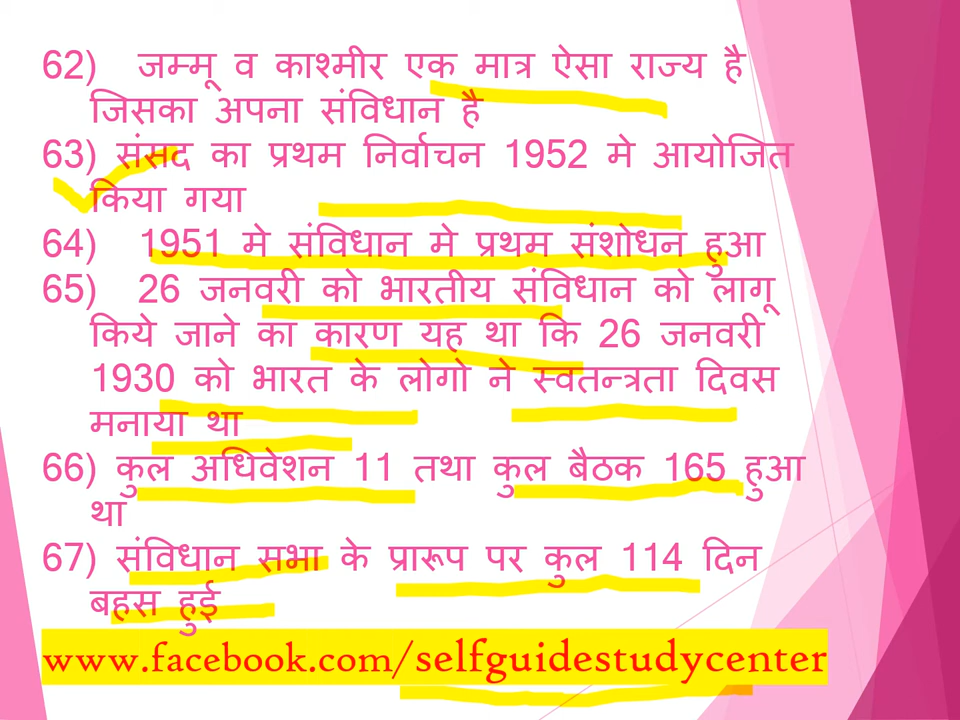 62) जम्मू व काश्मीर एक मात्र ऐसा राज्य है
जिसका अपना संविधान है
63) संसद का प्रथम निर्वाचन 1952 मे आयोजित
किया गया
64) 1951 मे संविधान मे प्रथम संशोधन हुआ
65) 26 जनवरी को भारतीय संविधान को लागू
किये जाने का कारण यह था कि 26 जनवरी
1930 को भारत के लोगो ने स्वतन्त्रता दिवस
मनाया था
66) कुल अधिवेशन 11 तथा कुल बैठक 165 हुआ
था
67) संविधान सभा के प्रारूप पर कुल 114 दिन
बहस हुई
www.facebook.com/selfguidestudycenter